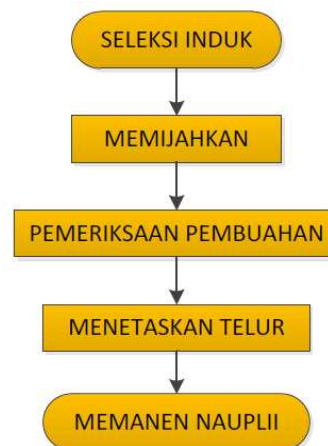 SELEKSI INDUK
MEMIJAHKAN
PEMERIKSAAN PEMBUAHAN
MENETASKAN TELUR
MEMANEN NAUPLII